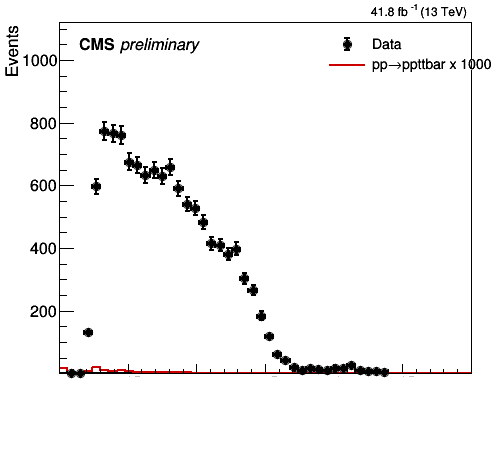 41.8 fb⁻¹ (13 TeV)
Events
CMS preliminary
Data
pp→ppttbar x 1000
1000
800
600
400
200